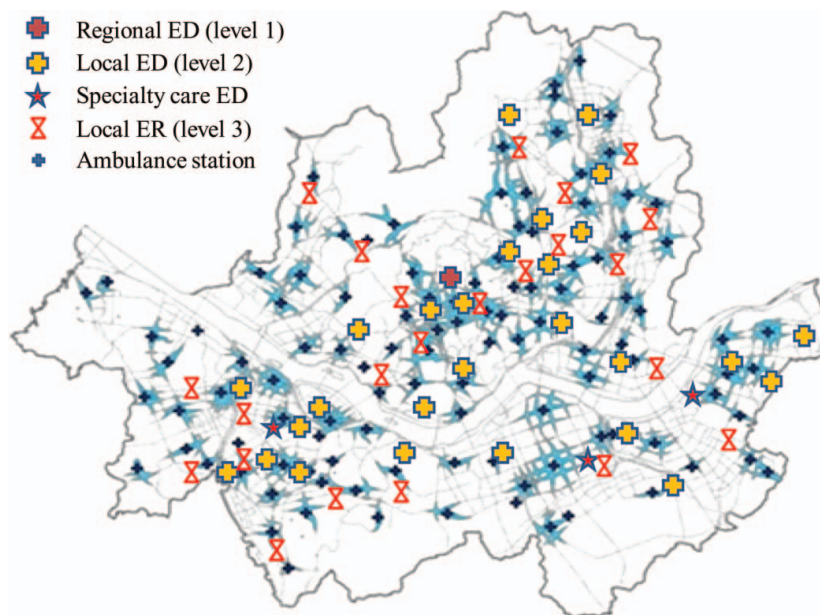 Regional ED (level 1)
Local ED (level 2)
Specialty care ED
Local ER (level 3)
Ambulance station